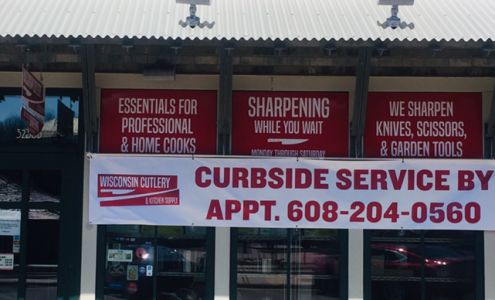 ESSENTIALS FOR
PROFESSIONAL
& HOME COOKS
SHARPENING
WHILE YOU WAIT
MONDAY THROUGH SATURDAY
WE SHARPEN
KNIVES, SCISSORS,
& GARDEN TOOLS
WISCONSIN CUTLERY
& KITCHEN SUPPLY
CURBSIDE SERVICE BY
APPT. 608-204-0560